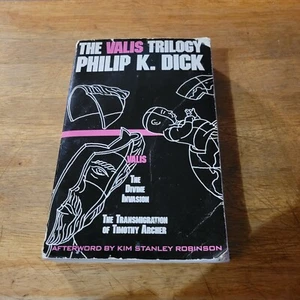 THE VALIS TRILOGY
PHILIP K. DICK
VALIS
THE
DIVINE
INVASION
THE TRANSMIGRATION
OF TIMOTHY ARCHER
AFTERWORD BY KIM STANLEY ROBINSON